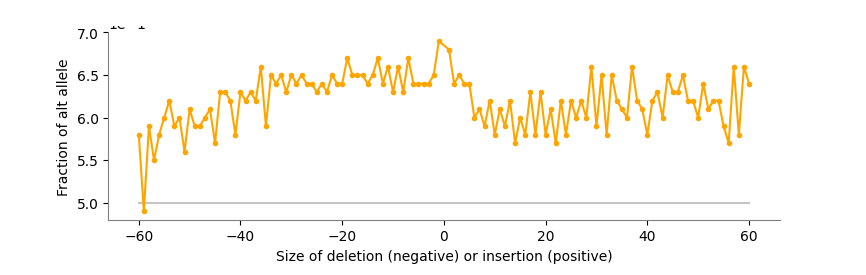 7.0
6.5
6.0
5.5
5.0
Fraction of alt allele
−60 −40 −20 0 20 40 60
Size of deletion (negative) or insertion (positive)